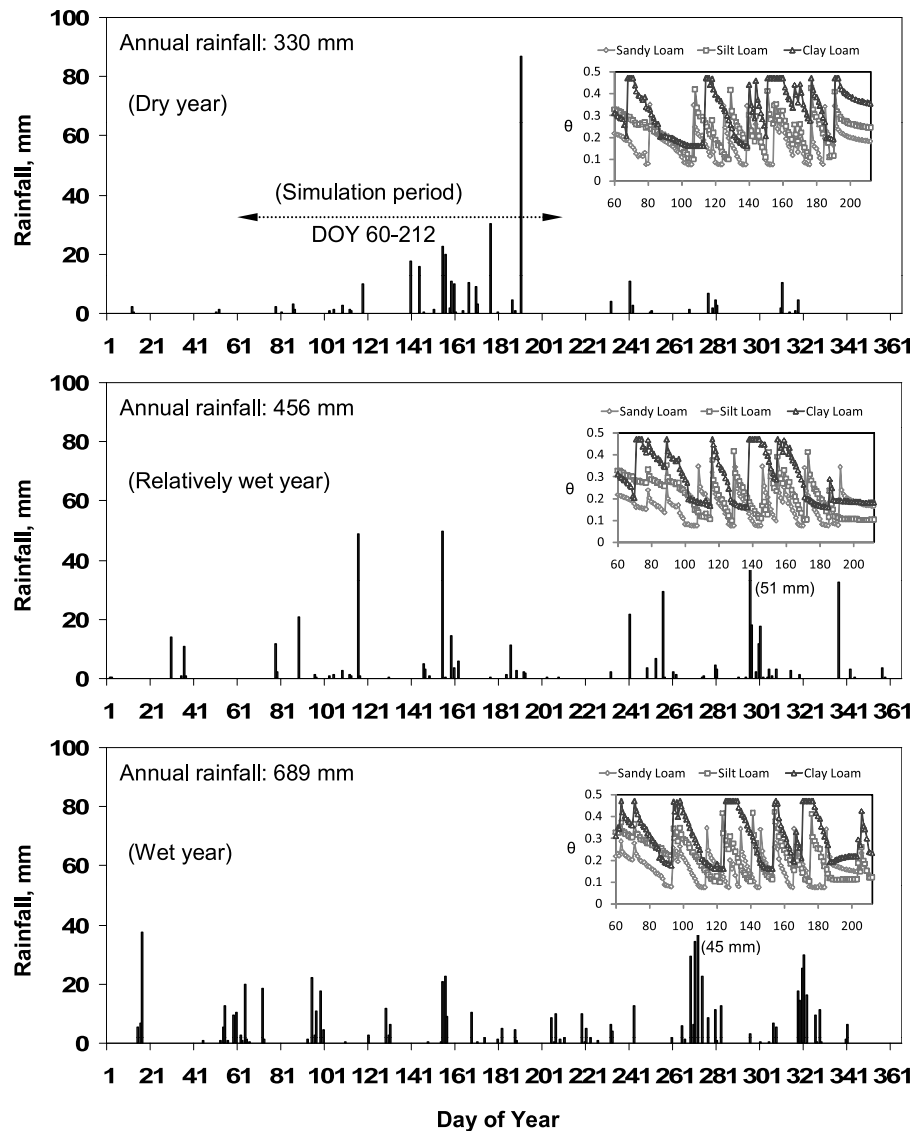 100
Annual rainfall: 330 mm
Sandy Loam Silt Loam Clay Loam
(Dry year)
80
0.5
0.4
0.3
θ
0.2
0.1
0
60 80 100 120 140 160 180 200
60
Rainfall, mm
(Simulation period)
40
DOY 60-212
20
0
1 21 41 61 81 101 121 141 161 181 201 221 241 261 281 301 321 341 361
100
Annual rainfall: 456 mm
Sandy Loam Silt Loam Clay Loam
(Relatively wet year)
80
0.5
0.4
0.3
θ
0.2
0.1
0
60 80 100 120 140 160 180 200
60
Rainfall, mm
40
(51 mm)
20
0
1 21 41 61 81 101 121 141 161 181 201 221 241 261 281 301 321 341 361
100
Annual rainfall: 689 mm
Sandy Loam Silt Loam Clay Loam
(Wet year)
80
0.5
0.4
0.3
θ
0.2
0.1
0
60 80 100 120 140 160 180 200
60
Rainfall, mm
40
(45 mm)
20
0
1 21 41 61 81 101 121 141 161 181 201 221 241 261 281 301 321 341 361
Day of Year